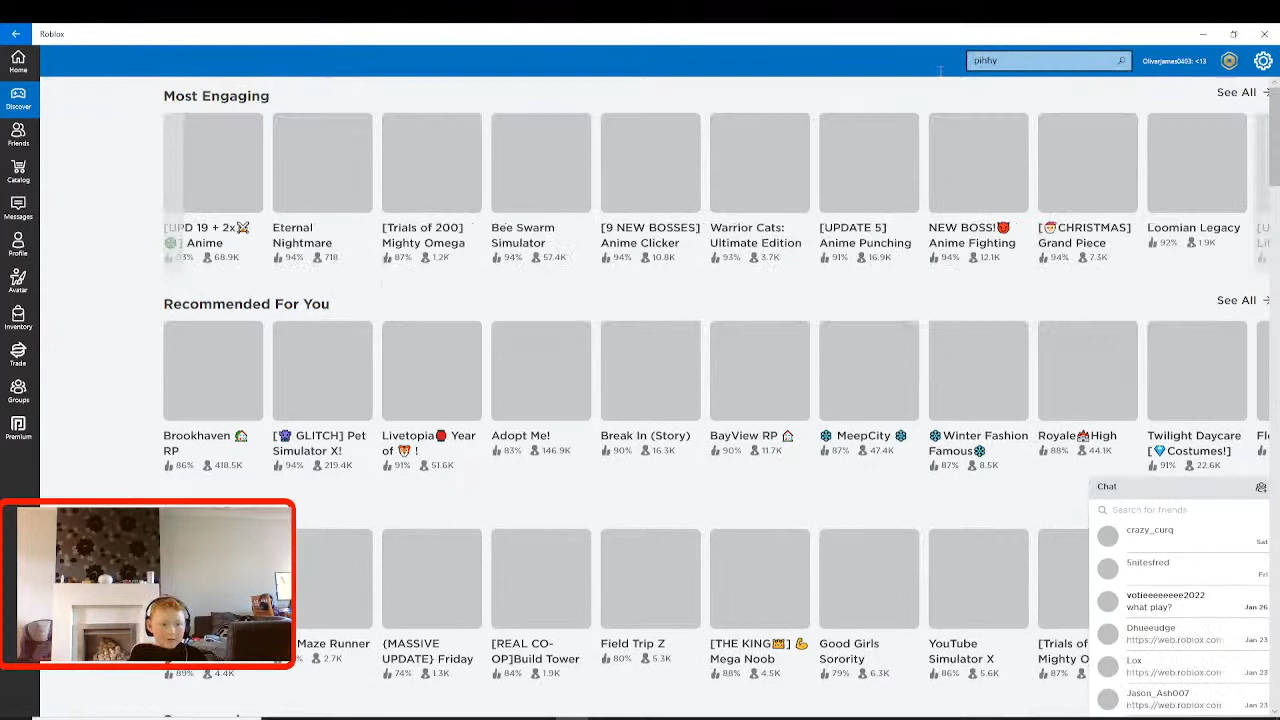 Roblox
Home
pihhy
Oliverjames0403: <13
Discover
Friends
Catalog
Messages
Profile
Avatar
Inventory
Trade
Groups
Premium
Most Engaging
See All
[UPD 19 + 2x⚔️
Anime
93% 68.9K
Eternal
Nightmare
94% 718
[Trials of 200]
Mighty Omega
87% 1.2K
Bee Swarm
Simulator
94% 57.4K
[9 NEW BOSSES]
Anime Clicker
94% 10.8K
Warrior Cats:
Ultimate Edition
93% 3.7K
[UPDATE 5]
Anime Punching
91% 16.9K
NEW BOSS!😈
Anime Fighting
94% 12.1K
[🎅CHRISTMAS]
Grand Piece
94% 7.3K
Loomian Legacy
92% 1.9K
Recommended For You
See All
Brookhaven 🏡
RP
86% 418.5K
[🔮 GLITCH] Pet
Simulator X!
94% 219.4K
Livetopia🏮 Year
of 🐯 !
91% 51.6K
Adopt Me!
83% 146.9K
Break In (Story)
90% 16.3K
BayView RP 🏠
90% 11.7K
❄️ MeepCity ❄️
87% 47.4K
❄️Winter Fashion
Famous❄️
87% 8.5K
Royale🏰High
88% 44.1K
Twilight Daycare
[💎Costumes!]
91% 22.6K
89% 4.4K
Maze Runner
2.7K
{MASSIVE
UPDATE} Friday
74% 1.3K
[REAL CO-
OP]Build Tower
84% 1.9K
Field Trip Z
80% 5.3K
[THE KING👑] 💪
Mega Noob
88% 4.5K
Good Girls
Sorority
79% 6.3K
YouTube
Simulator X
86% 5.6K
[Trials of
Mighty O
87%
Chat
Search for friends
crazy_curq
Sat
5nitesfred
Fri
votieeeeeeee2022
what play?
Jan 26
Dhueeudge
https://web.roblox.com
Jan 23
Lox
https://web.roblox.com
Jan 23
Jason_Ash007
https://web.roblox.com
Jan 23